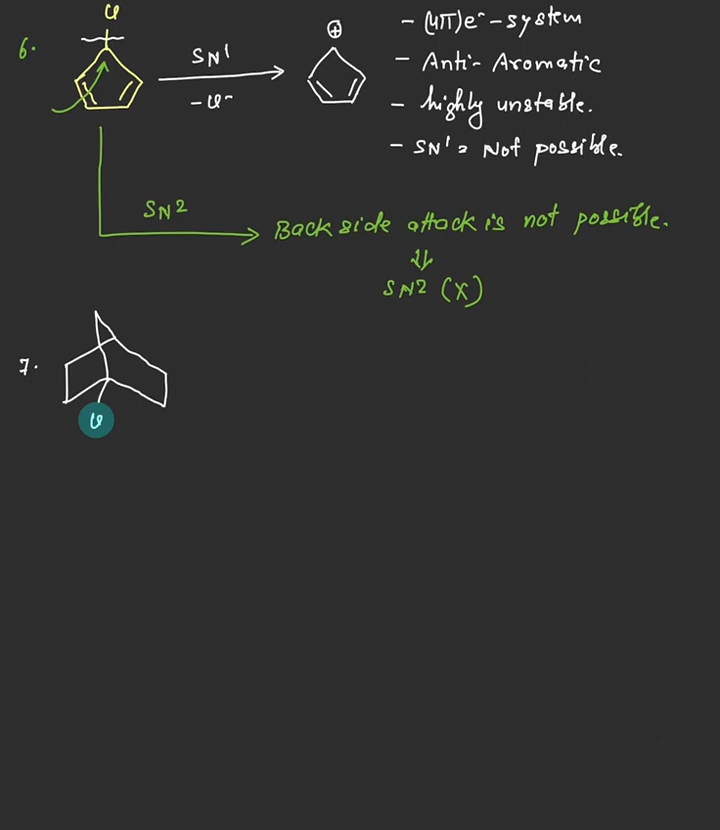 Cl
6.
SN1
- Cl-
⊕
- (4π)e- - system
- Anti- Aromatic
- highly unstable.
- SN1 = Not possible.
SN2
Back side attack is not possible.
⇓
SN2 (X)
7.
Cl